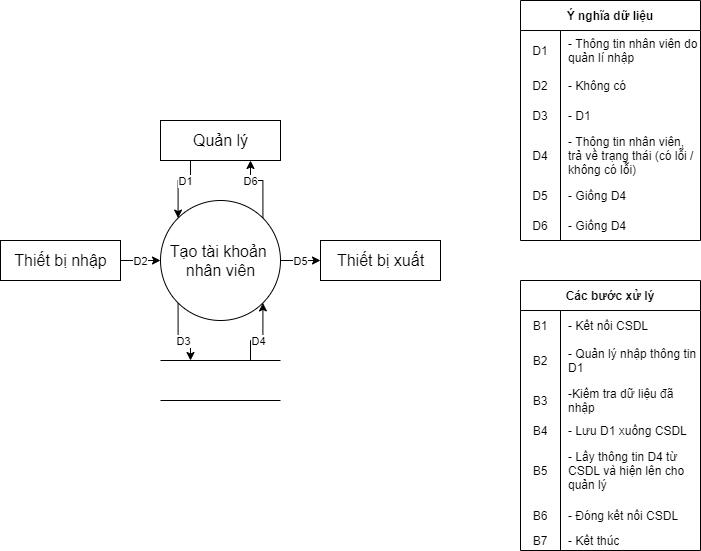 Quản lý
D1
D6
Thiết bị nhập
D2
Tạo tài khoản
nhân viên
D5
Thiết bị xuất
D3
D4
Ý nghĩa dữ liệu
D1
- Thông tin nhân viên do
quản lí nhập
D2
- Không có
D3
- D1
D4
- Thông tin nhân viên,
trả về trạng thái (có lỗi /
không có lỗi)
D5
- Giống D4
D6
- Giống D4
Các bước xử lý
B1
- Kết nối CSDL
B2
- Quản lý nhập thông tin
D1
B3
-Kiểm tra dữ liệu đã
nhập
B4
- Lưu D1 xuống CSDL
B5
- Lấy thông tin D4 từ
CSDL và hiện lên cho
quản lý
B6
- Đóng kết nối CSDL
B7
- Kết thúc